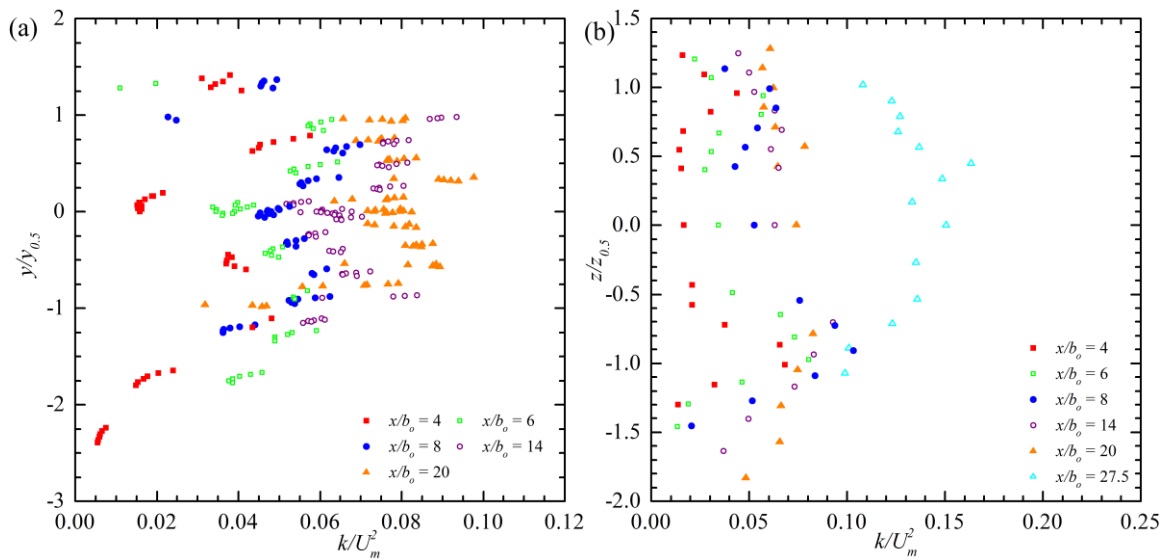 (a)
2
1
0
-1
-2
-3
y/y0.5
0.00 0.02 0.04 0.06 0.08 0.10 0.12
k/U²m
x/bo = 4 x/bo = 6
x/bo = 8 x/bo = 14
x/bo = 20
(b)
1.5
1.0
0.5
0.0
-0.5
-1.0
-1.5
-2.0
z/z0.5
0.00 0.05 0.10 0.15 0.20 0.25
k/U²m
x/bo = 4
x/bo = 6
x/bo = 8
x/bo = 14
x/bo = 20
x/bo = 27.5